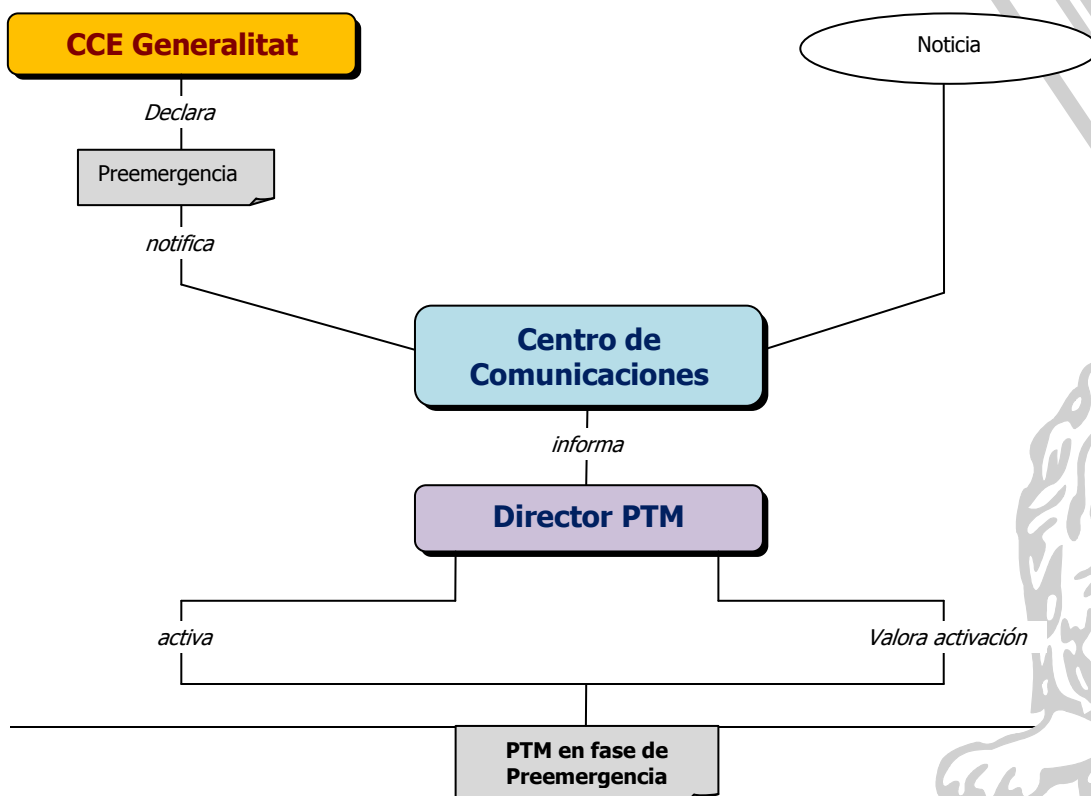 CCE Generalitat
Noticia
Declara
Preemergencia
notifica
Centro de
Comunicaciones
informa
Director PTM
activa
Valora activación
PTM en fase de
Preemergencia